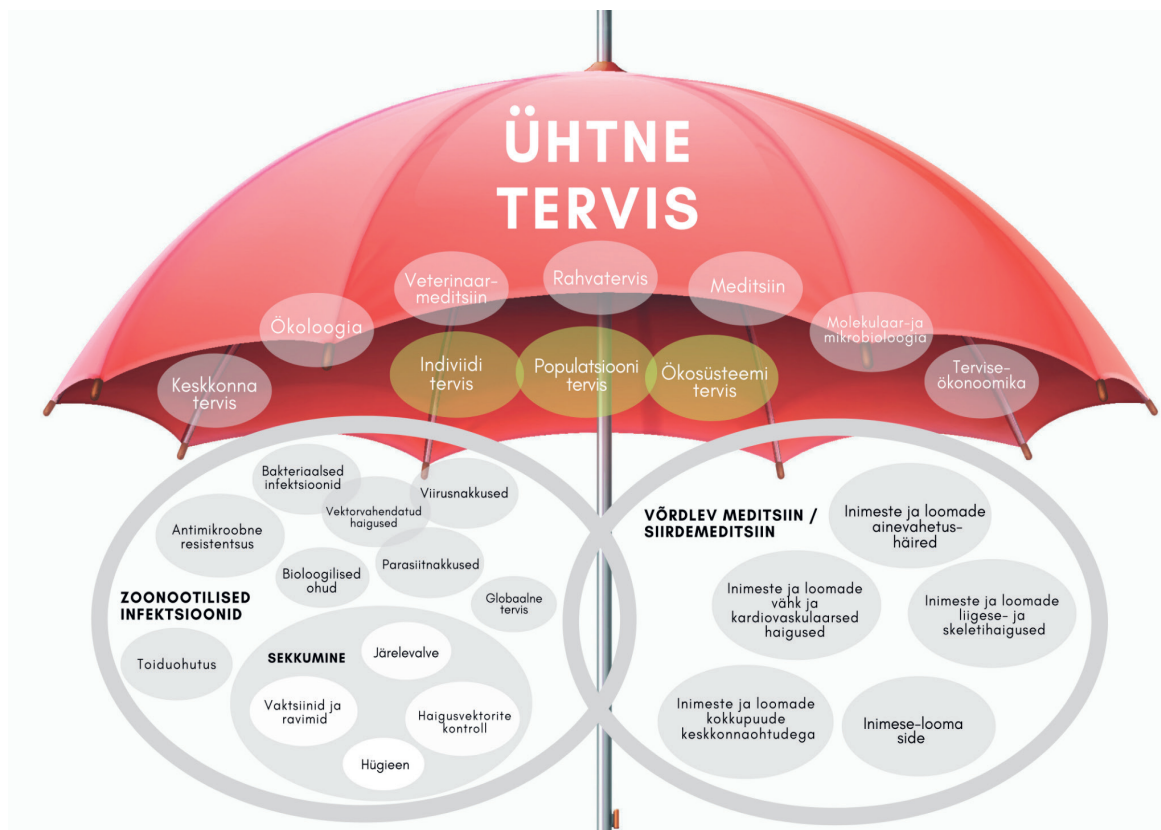 ÜHTNE
TERVIS
Veterinaar-
meditsiin
Rahvatervis
Meditsiin
Ökoloogia
Molekulaar-ja
mikrobioloogia
Keskkonna
tervis
Indiviidi
tervis
Populatsiooni
tervis
Ökosüsteemi
tervis
Tervise-
ökonoomika
Bakteriaalsed
infektsioonid
Viirusnakkused
Vektorvahendatud
haigused
Antimikroobne
resistentsus
Parasiitnakkused
Bioloogilised
ohud
Globaalne
tervis
ZOONOOTILISED
INFEKTSIOONID
Toiduohutus
SEKKUMINE
Järelevalve
Vaktsiinid ja
ravimid
Haigusvektorite
kontroll
Hügieen
VÕRDLEV MEDITSIIN /
SIIRDEMEDITSIIN
Inimeste ja loomade
ainevahetus-
häired
Inimeste ja loomade
vähk ja
kardiovaskulaarsed
haigused
Inimeste ja loomade
liigese- ja
skeletihaigused
Inimeste ja loomade
kokkupuude
keskkonnaohtudega
Inimese-looma
side